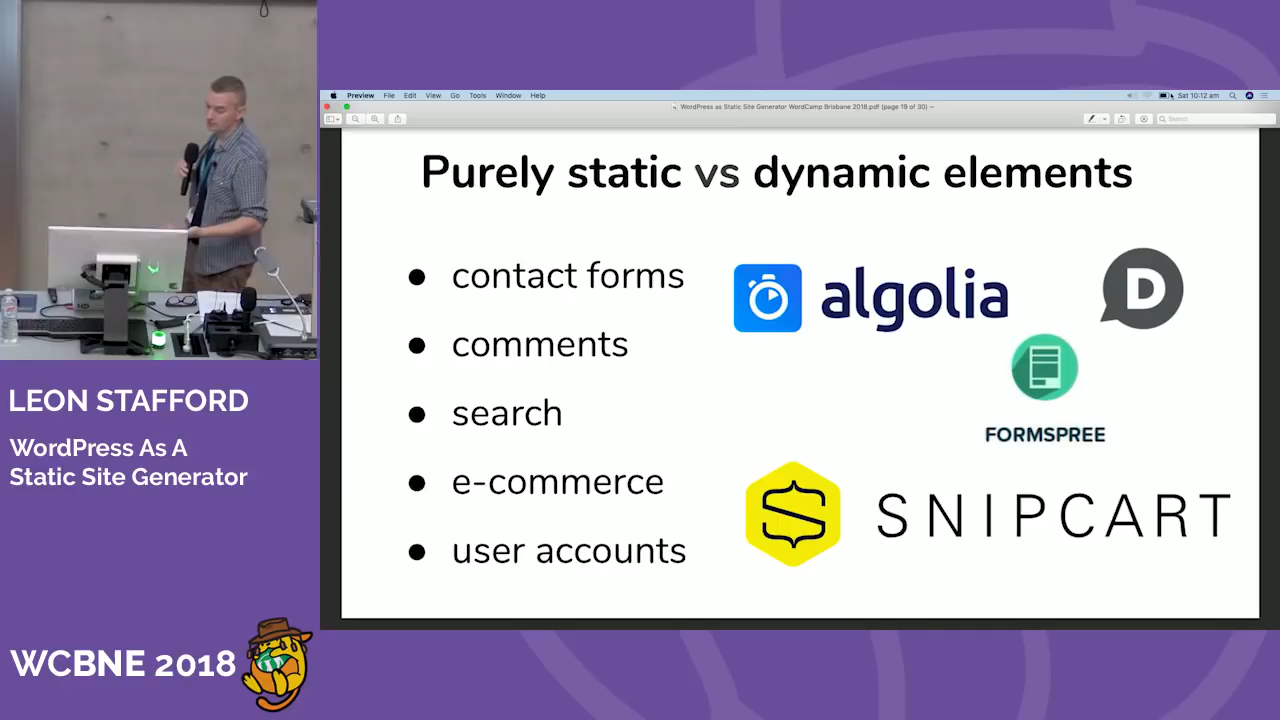 Preview File Edit View Go Tools Window Help
Sat 10:12 am
WordPress as Static Site Generator WordCamp Brisbane 2018.pdf (page 19 of 30)
Search
Purely static vs dynamic elements
● contact forms
● comments
● search
● e-commerce
● user accounts
algolia
D
FORMSPREE
SNIPCART
LEON STAFFORD
WordPress As A
Static Site Generator
WCBNE 2018